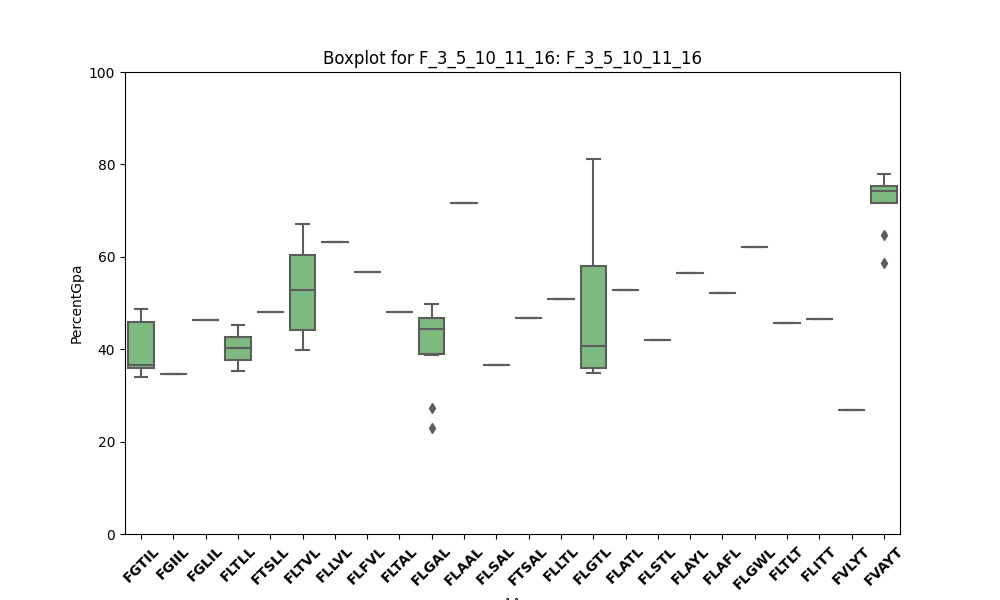 Boxplot for F_3_5_10_11_16: F_3_5_10_11_16
100
80
60
40
20
0
PercentGpa
FGTIL FGIIL FGLIL FLTLL FTSLL FLTVL FLLVL FLFVL FLTAL FLGAL FLAAL FLSAL FTSAL FLLTL FLGTL FLATL FLSTL FLAYL FLAFL FLGWL FLTLT FLITT FVLYT FVAYT